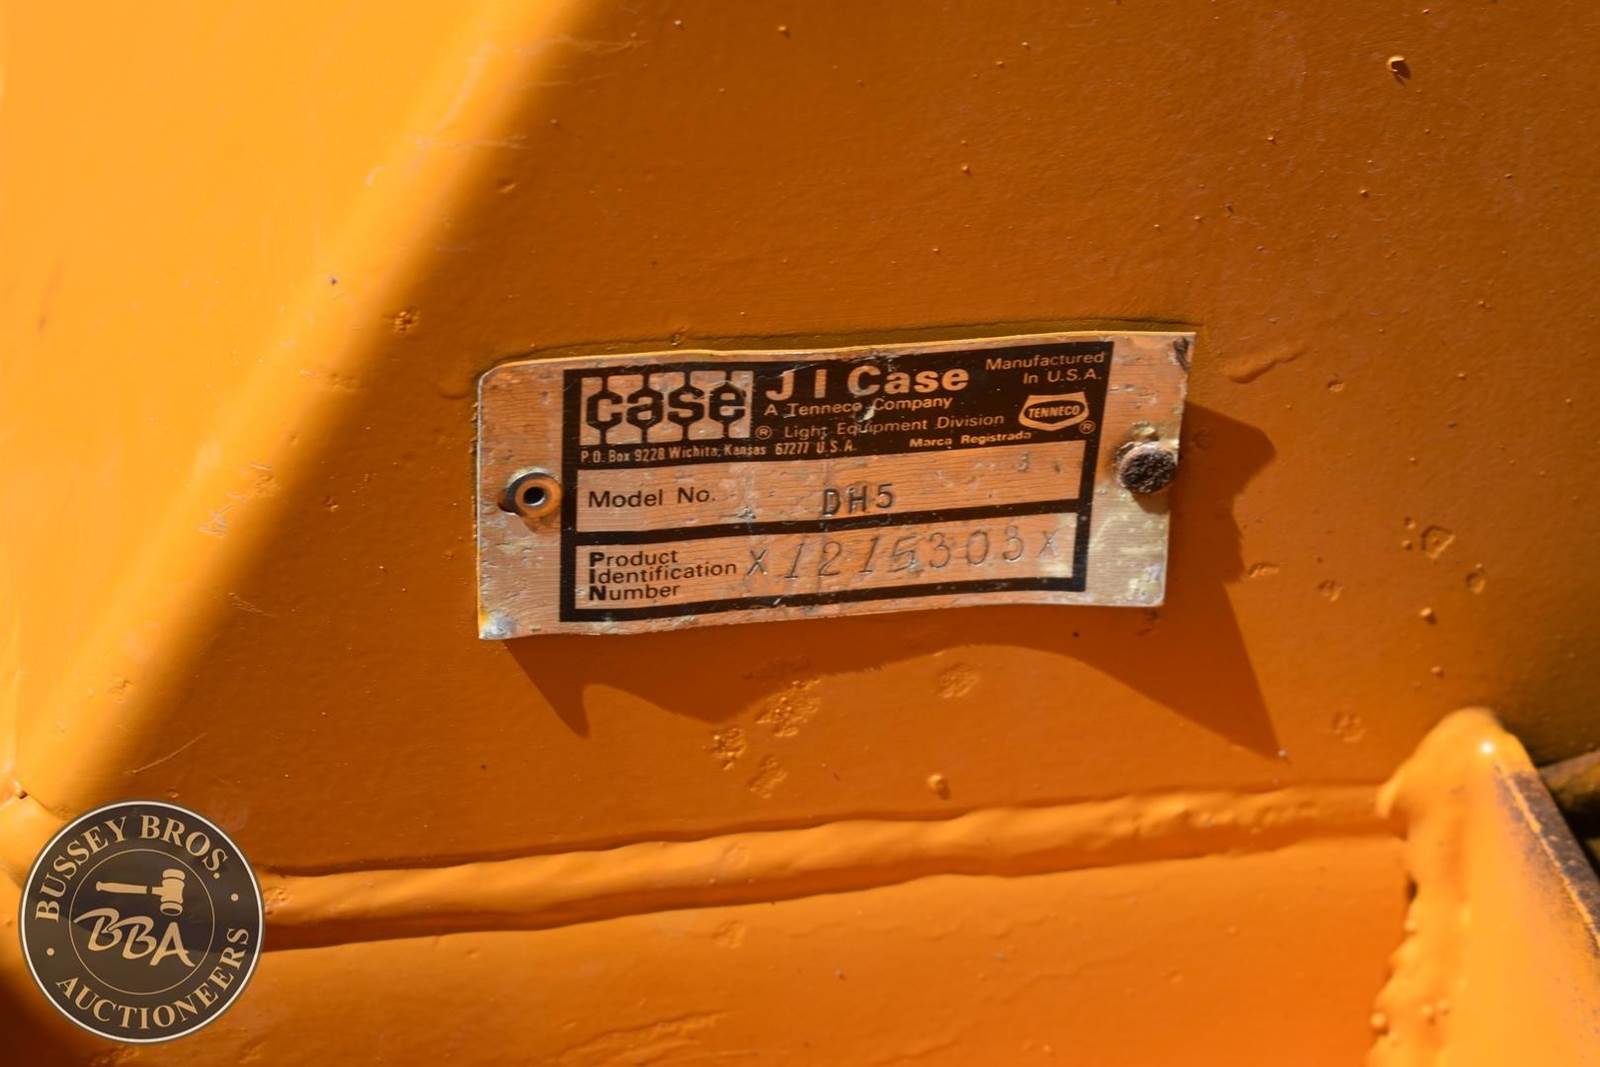 case
J I Case
A Tenneco Company
® Light Equipment Division
P.O. Box 9228 Wichita, Kansas 67277 U.S.A.
Manufactured
In U.S.A.
TENNECO
®
Marca Registrada
Model No. DH5
Product
Identification
Number
X1215303X
BUSSEY BROS.
BBA
AUCTIONEERS